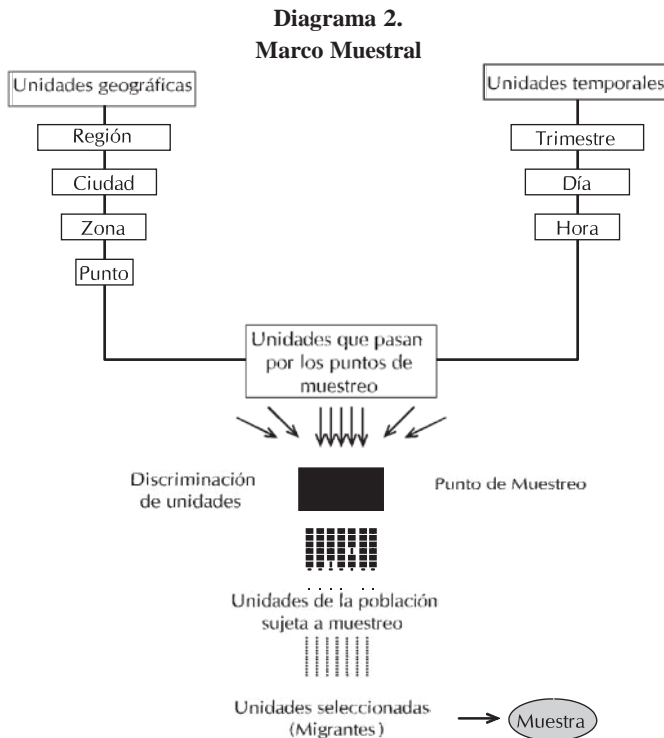 Diagrama 2.
Marco Muestral
Unidades geográficas
Región
Ciudad
Zona
Punto
Unidades temporales
Trimestre
Día
Hora
Unidades que pasan
por los puntos de
muestreo
Discriminación
de unidades
Punto de Muestreo
Unidades de la población
sujeta a muestreo
Unidades seleccionadas
(Migrantes)
Muestra